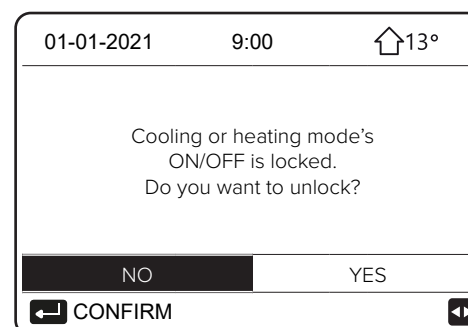 01-01-2021 9:00 13°
Cooling or heating mode's
ON/OFF is locked.
Do you want to unlock?
NO YES
CONFIRM